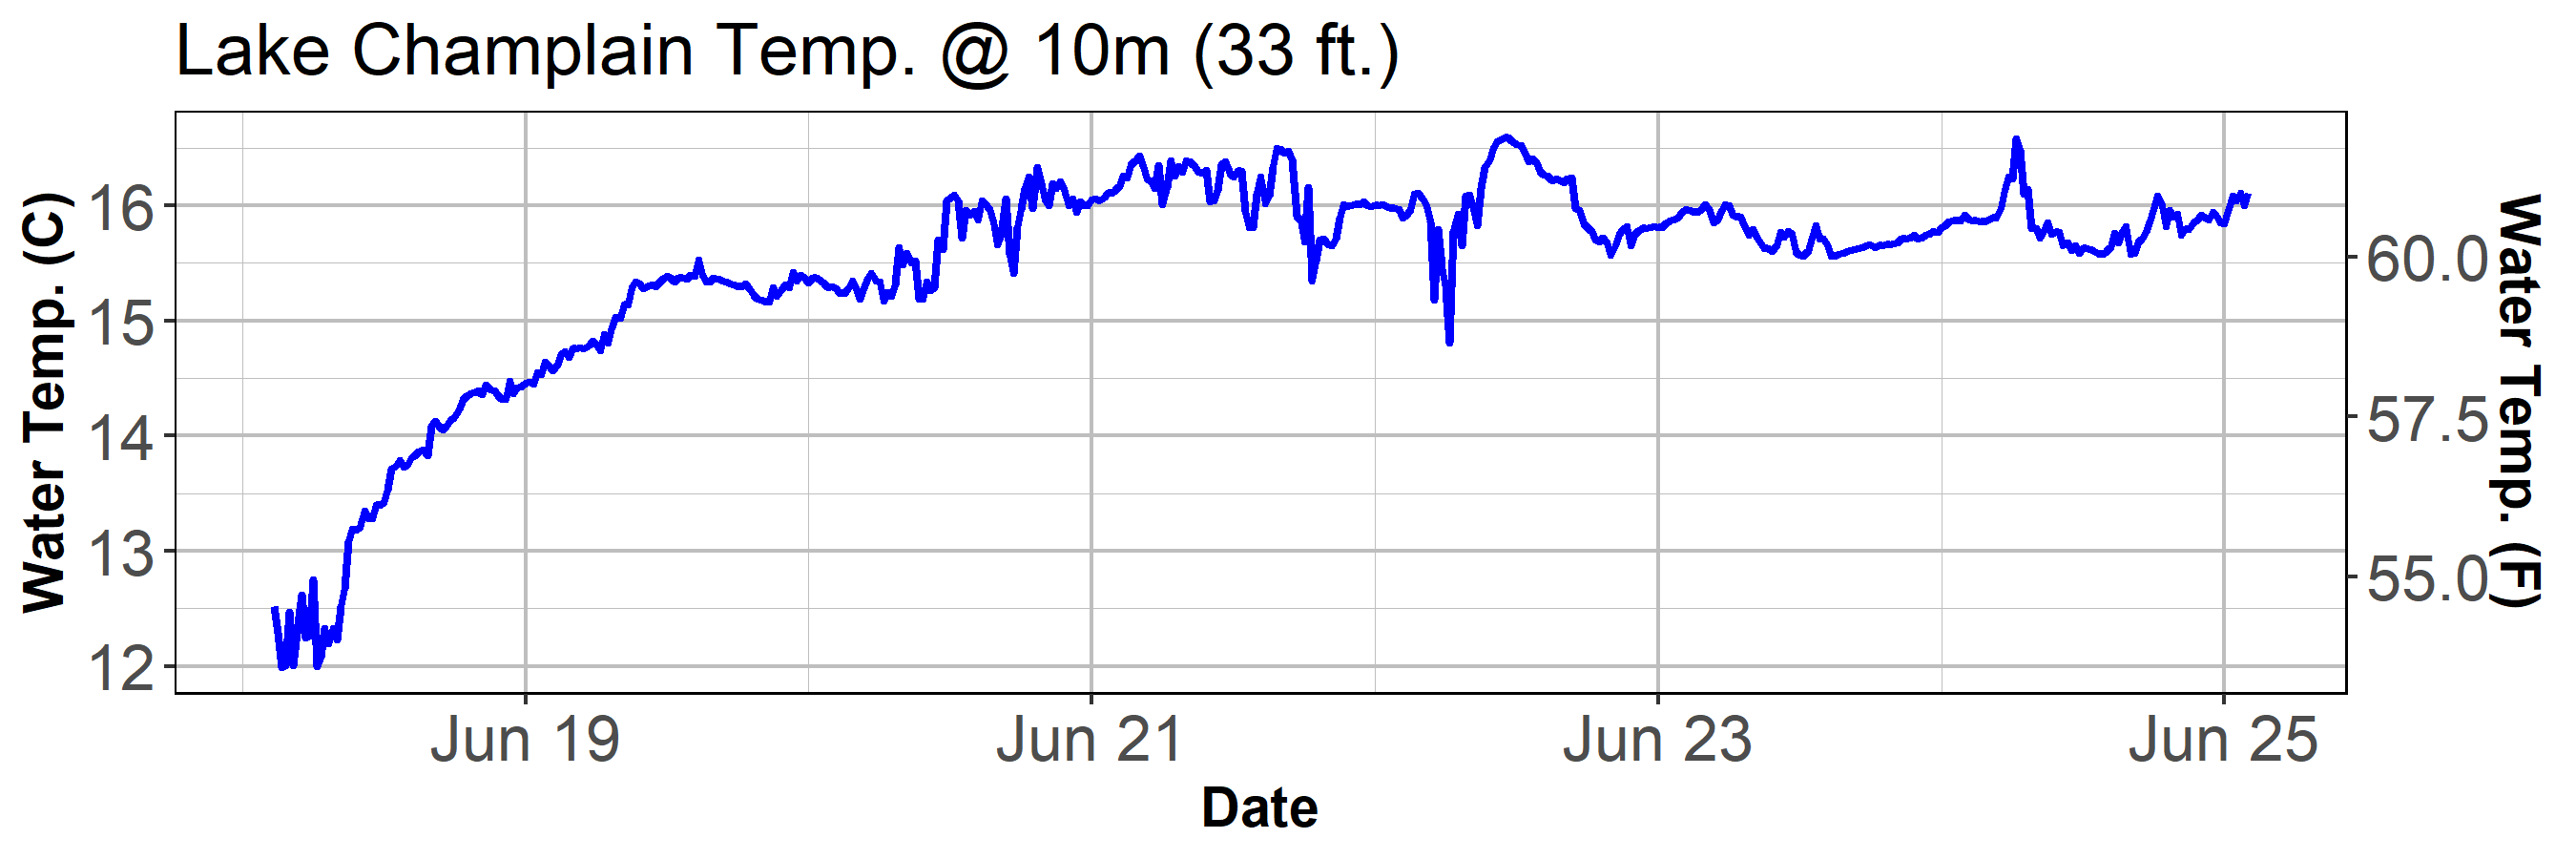 Lake Champlain Temp. @ 10m (33 ft.)
Water Temp. (C)
16
15
14
13
12
60.0
57.5
55.0
Water Temp. (F)
Jun 19 Jun 21 Jun 23 Jun 25
Date